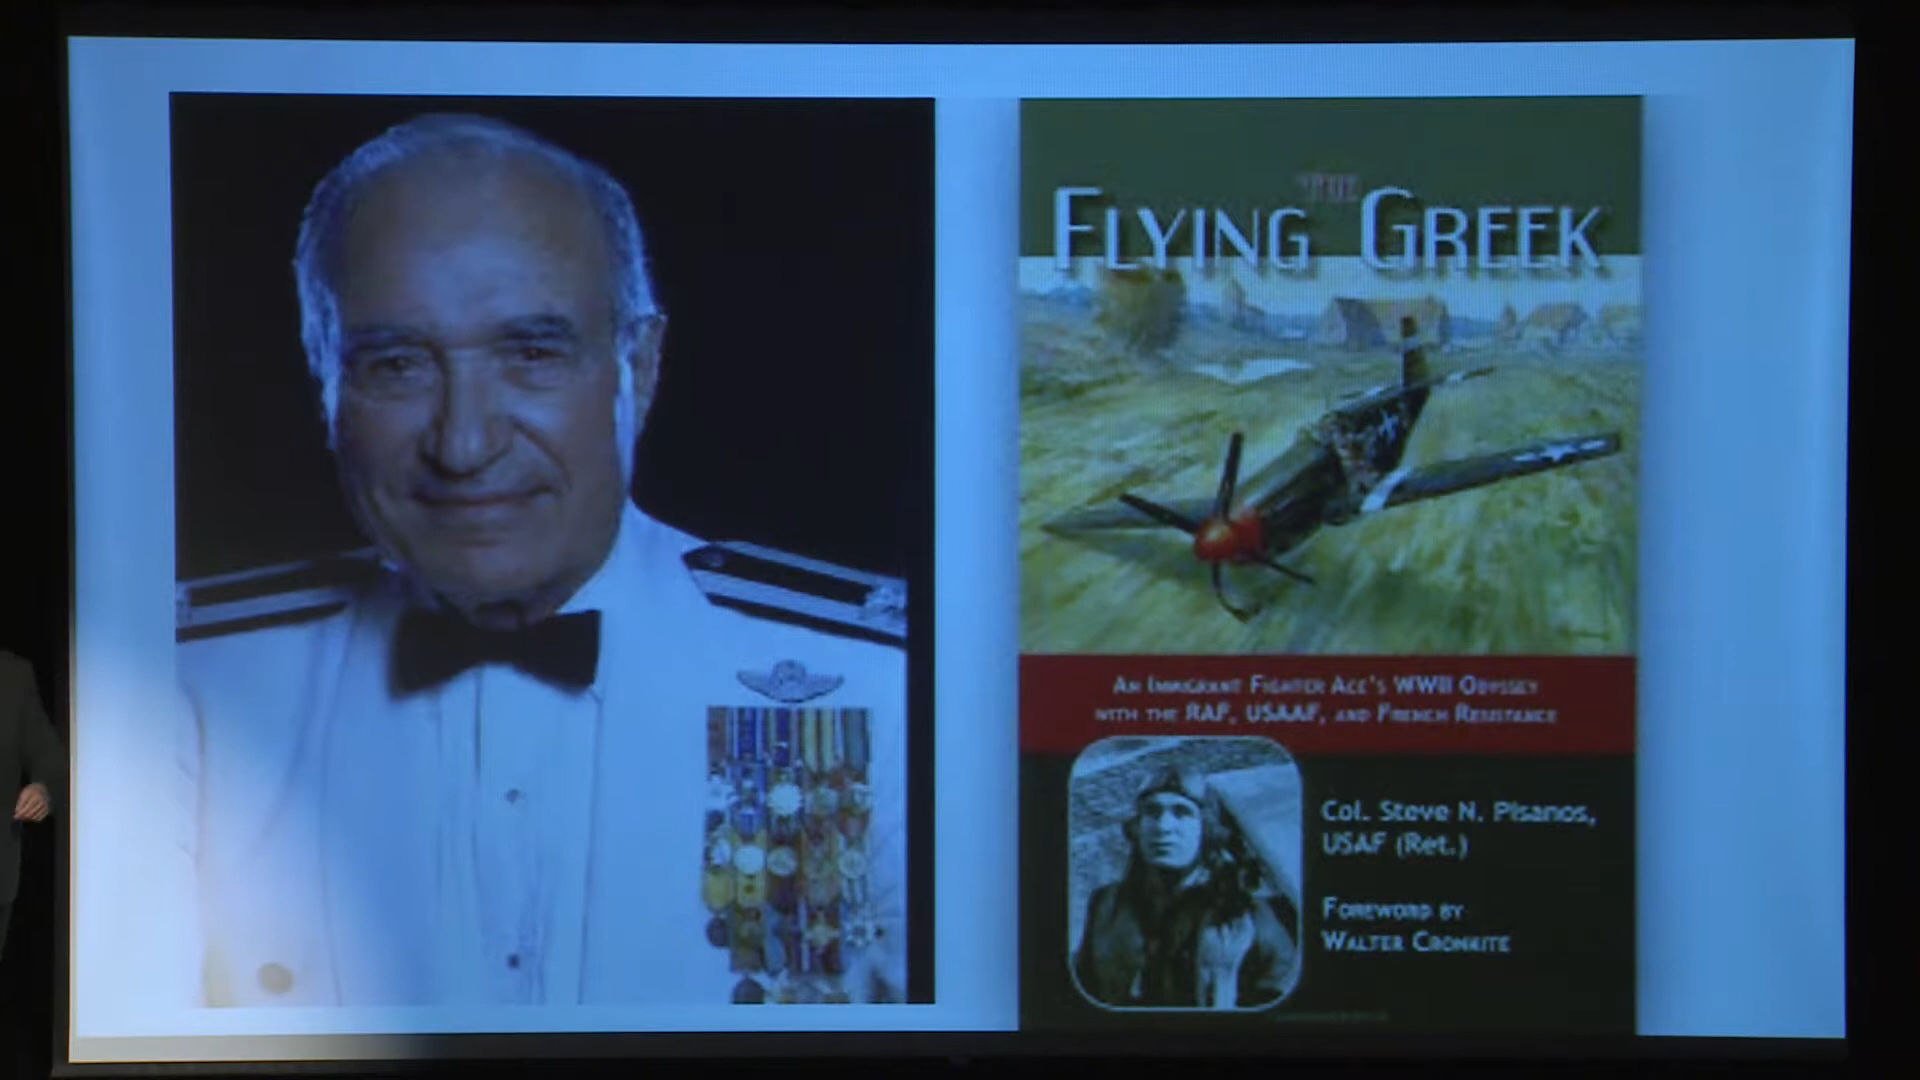 THE
FLYING GREEK
AN IMMIGRANT FIGHTER ACE'S WWII ODYSSEY
WITH THE RAF, USAAF, AND FRENCH RESISTANCE
Col. Steve N. Pisanos,
USAF (Ret.)
FOREWORD BY
WALTER CRONKITE